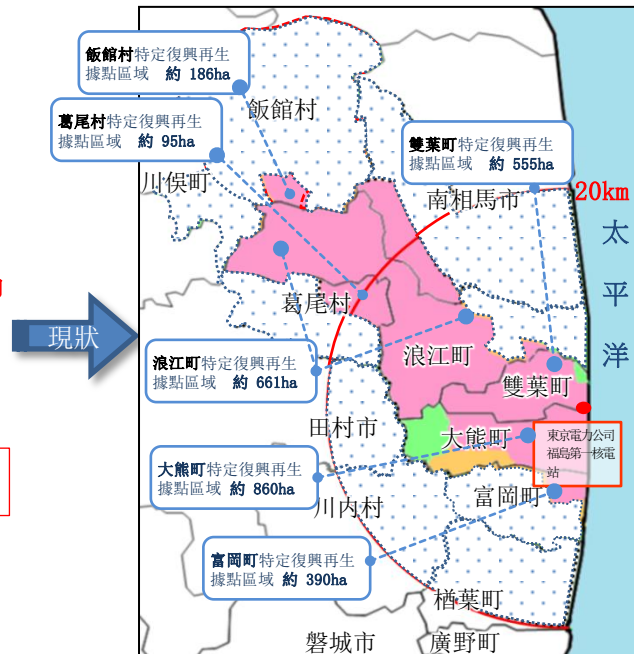 飯館村特定復興再生
據點區域 約 186ha
飯館村
葛尾村特定復興再生
據點區域 約 95ha
雙葉町特定復興再生
據點區域 約 555ha
川俣町
南相馬市
20km
太
平
洋
現狀
葛尾村
浪江町
雙葉町
浪江町特定復興再生
據點區域 約 661ha
田村市
大熊町
東京電力公司
福島第一核電
站
大熊町特定復興再生
據點區域 約 860ha
富岡町
川内村
富岡町特定復興再生
據點區域 約 390ha
楢葉町
磐城市
廣野町